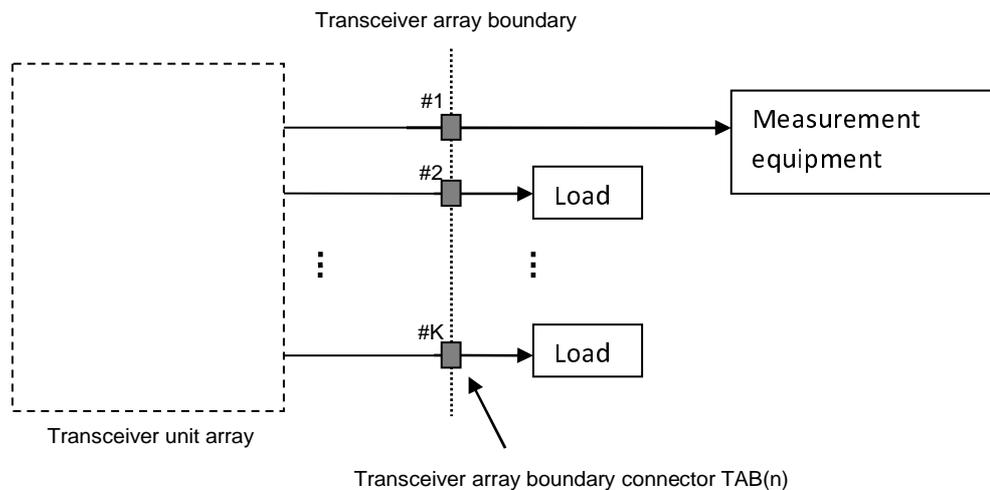 Transceiver array boundary
#1
Measurement
equipment
#2
Load
#K
Load
Transceiver unit array
Transceiver array boundary connector TAB(n)